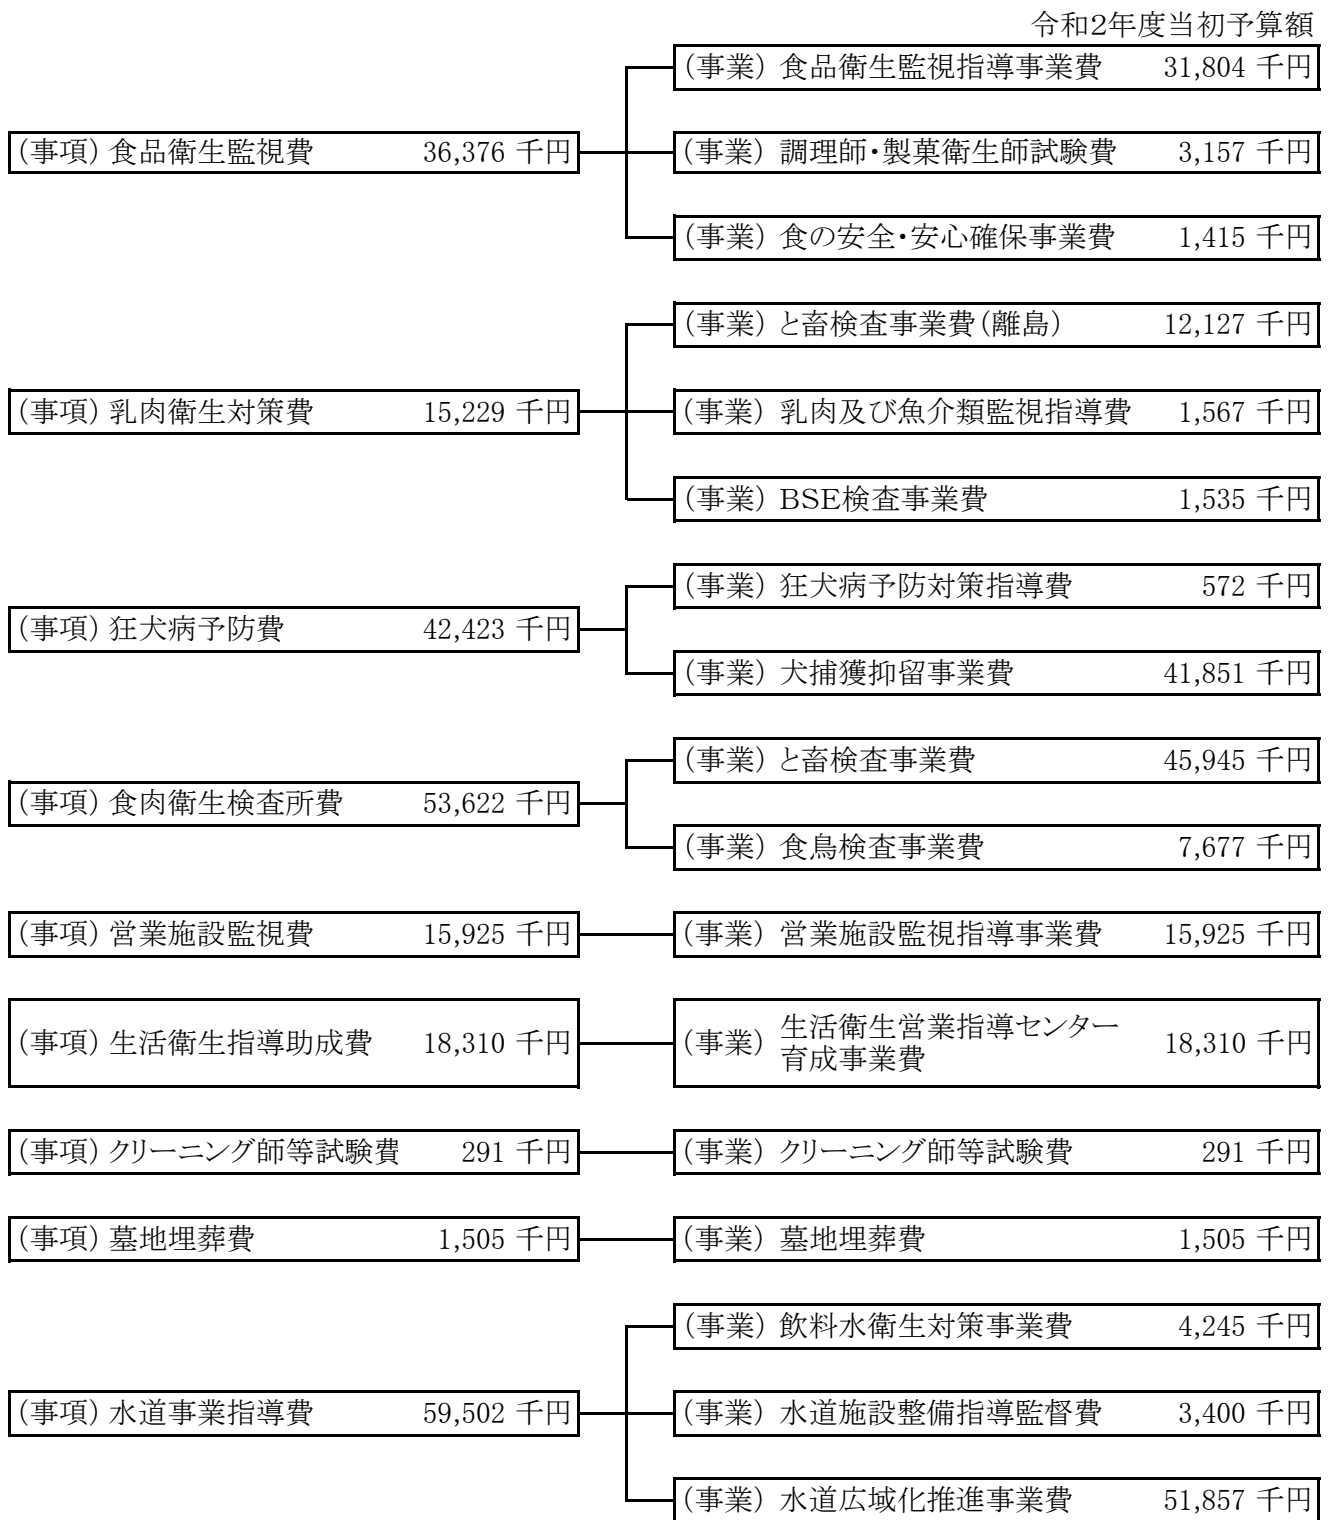 令和2年度当初予算額
(事業) 食品衛生監視指導事業費 31,804 千円
(事項) 食品衛生監視費 36,376 千円 (事業) 調理師・製菓衛生師試験費 3,157 千円
(事業) 食の安全・安心確保事業費 1,415 千円
(事業) と畜検査事業費(離島) 12,127 千円
(事項) 乳肉衛生対策費 15,229 千円 (事業) 乳肉及び魚介類監視指導費 1,567 千円
(事業) BSE検査事業費 1,535 千円
(事業) 狂犬病予防対策指導費 572 千円
(事項) 狂犬病予防費 42,423 千円
(事業) 犬捕獲抑留事業費 41,851 千円
(事業) と畜検査事業費 45,945 千円
(事項) 食肉衛生検査所費 53,622 千円
(事業) 食鳥検査事業費 7,677 千円
(事項) 営業施設監視費 15,925 千円 (事業) 営業施設監視指導事業費 15,925 千円
(事項) 生活衛生指導助成費 18,310 千円 (事業) 生活衛生営業指導センター 18,310 千円
育成事業費
(事項) クリーニング師等試験費 291 千円 (事業) クリーニング師等試験費 291 千円
(事項) 墓地埋葬費 1,505 千円 (事業) 墓地埋葬費 1,505 千円
(事業) 飲料水衛生対策事業費 4,245 千円
(事項) 水道事業指導費 59,502 千円 (事業) 水道施設整備指導監督費 3,400 千円
(事業) 水道広域化推進事業費 51,857 千円